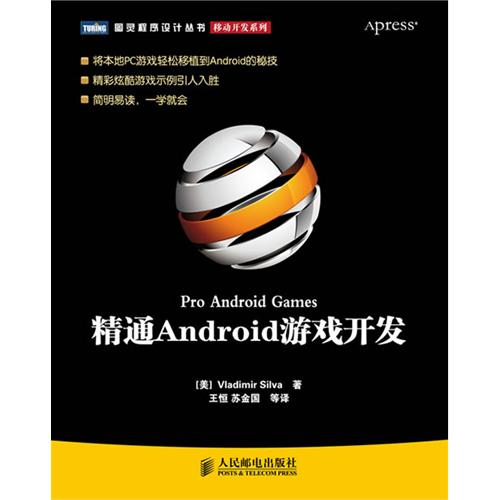 TURING 图灵程序设计丛书 移动开发系列 Apress®
将本地PC游戏轻松移植到Android的秘技
精彩炫酷游戏示例引人入胜
简明易读，一学就会
Pro Android Games
精通Android游戏开发
[美] Vladimir Silva 著
王恒 苏金国 等译
人民邮电出版社
POSTS & TELECOM PRESS